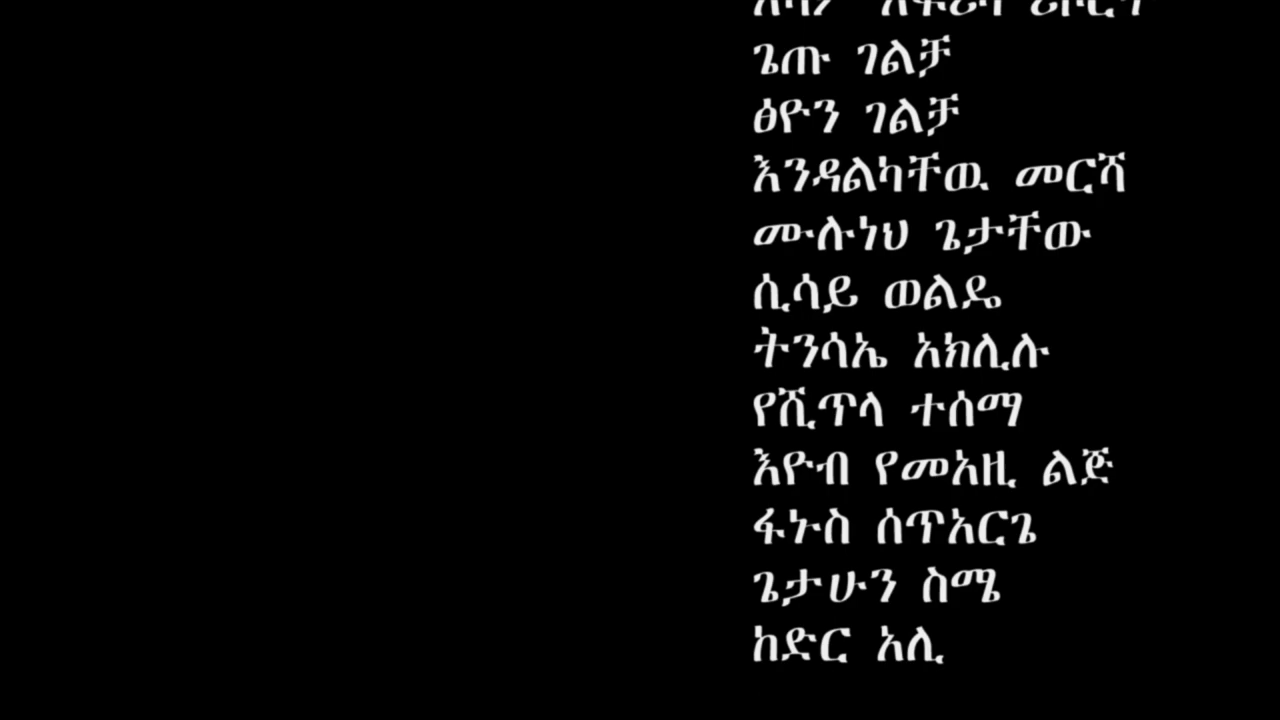 ጌጡ ገልቻ
ፅዮን ገልቻ
እንዳልካቸዉ መርሻ
ሙሉነህ ጌታቸው
ሲሳይ ወልዴ
ትንሳኤ አክሊሉ
የሺጥላ ተሰማ
እዮብ የመአዚ ልጅ
ፋኑስ ሰጥአርጌ
ጌታሁን ስሜ
ከድር አሊ